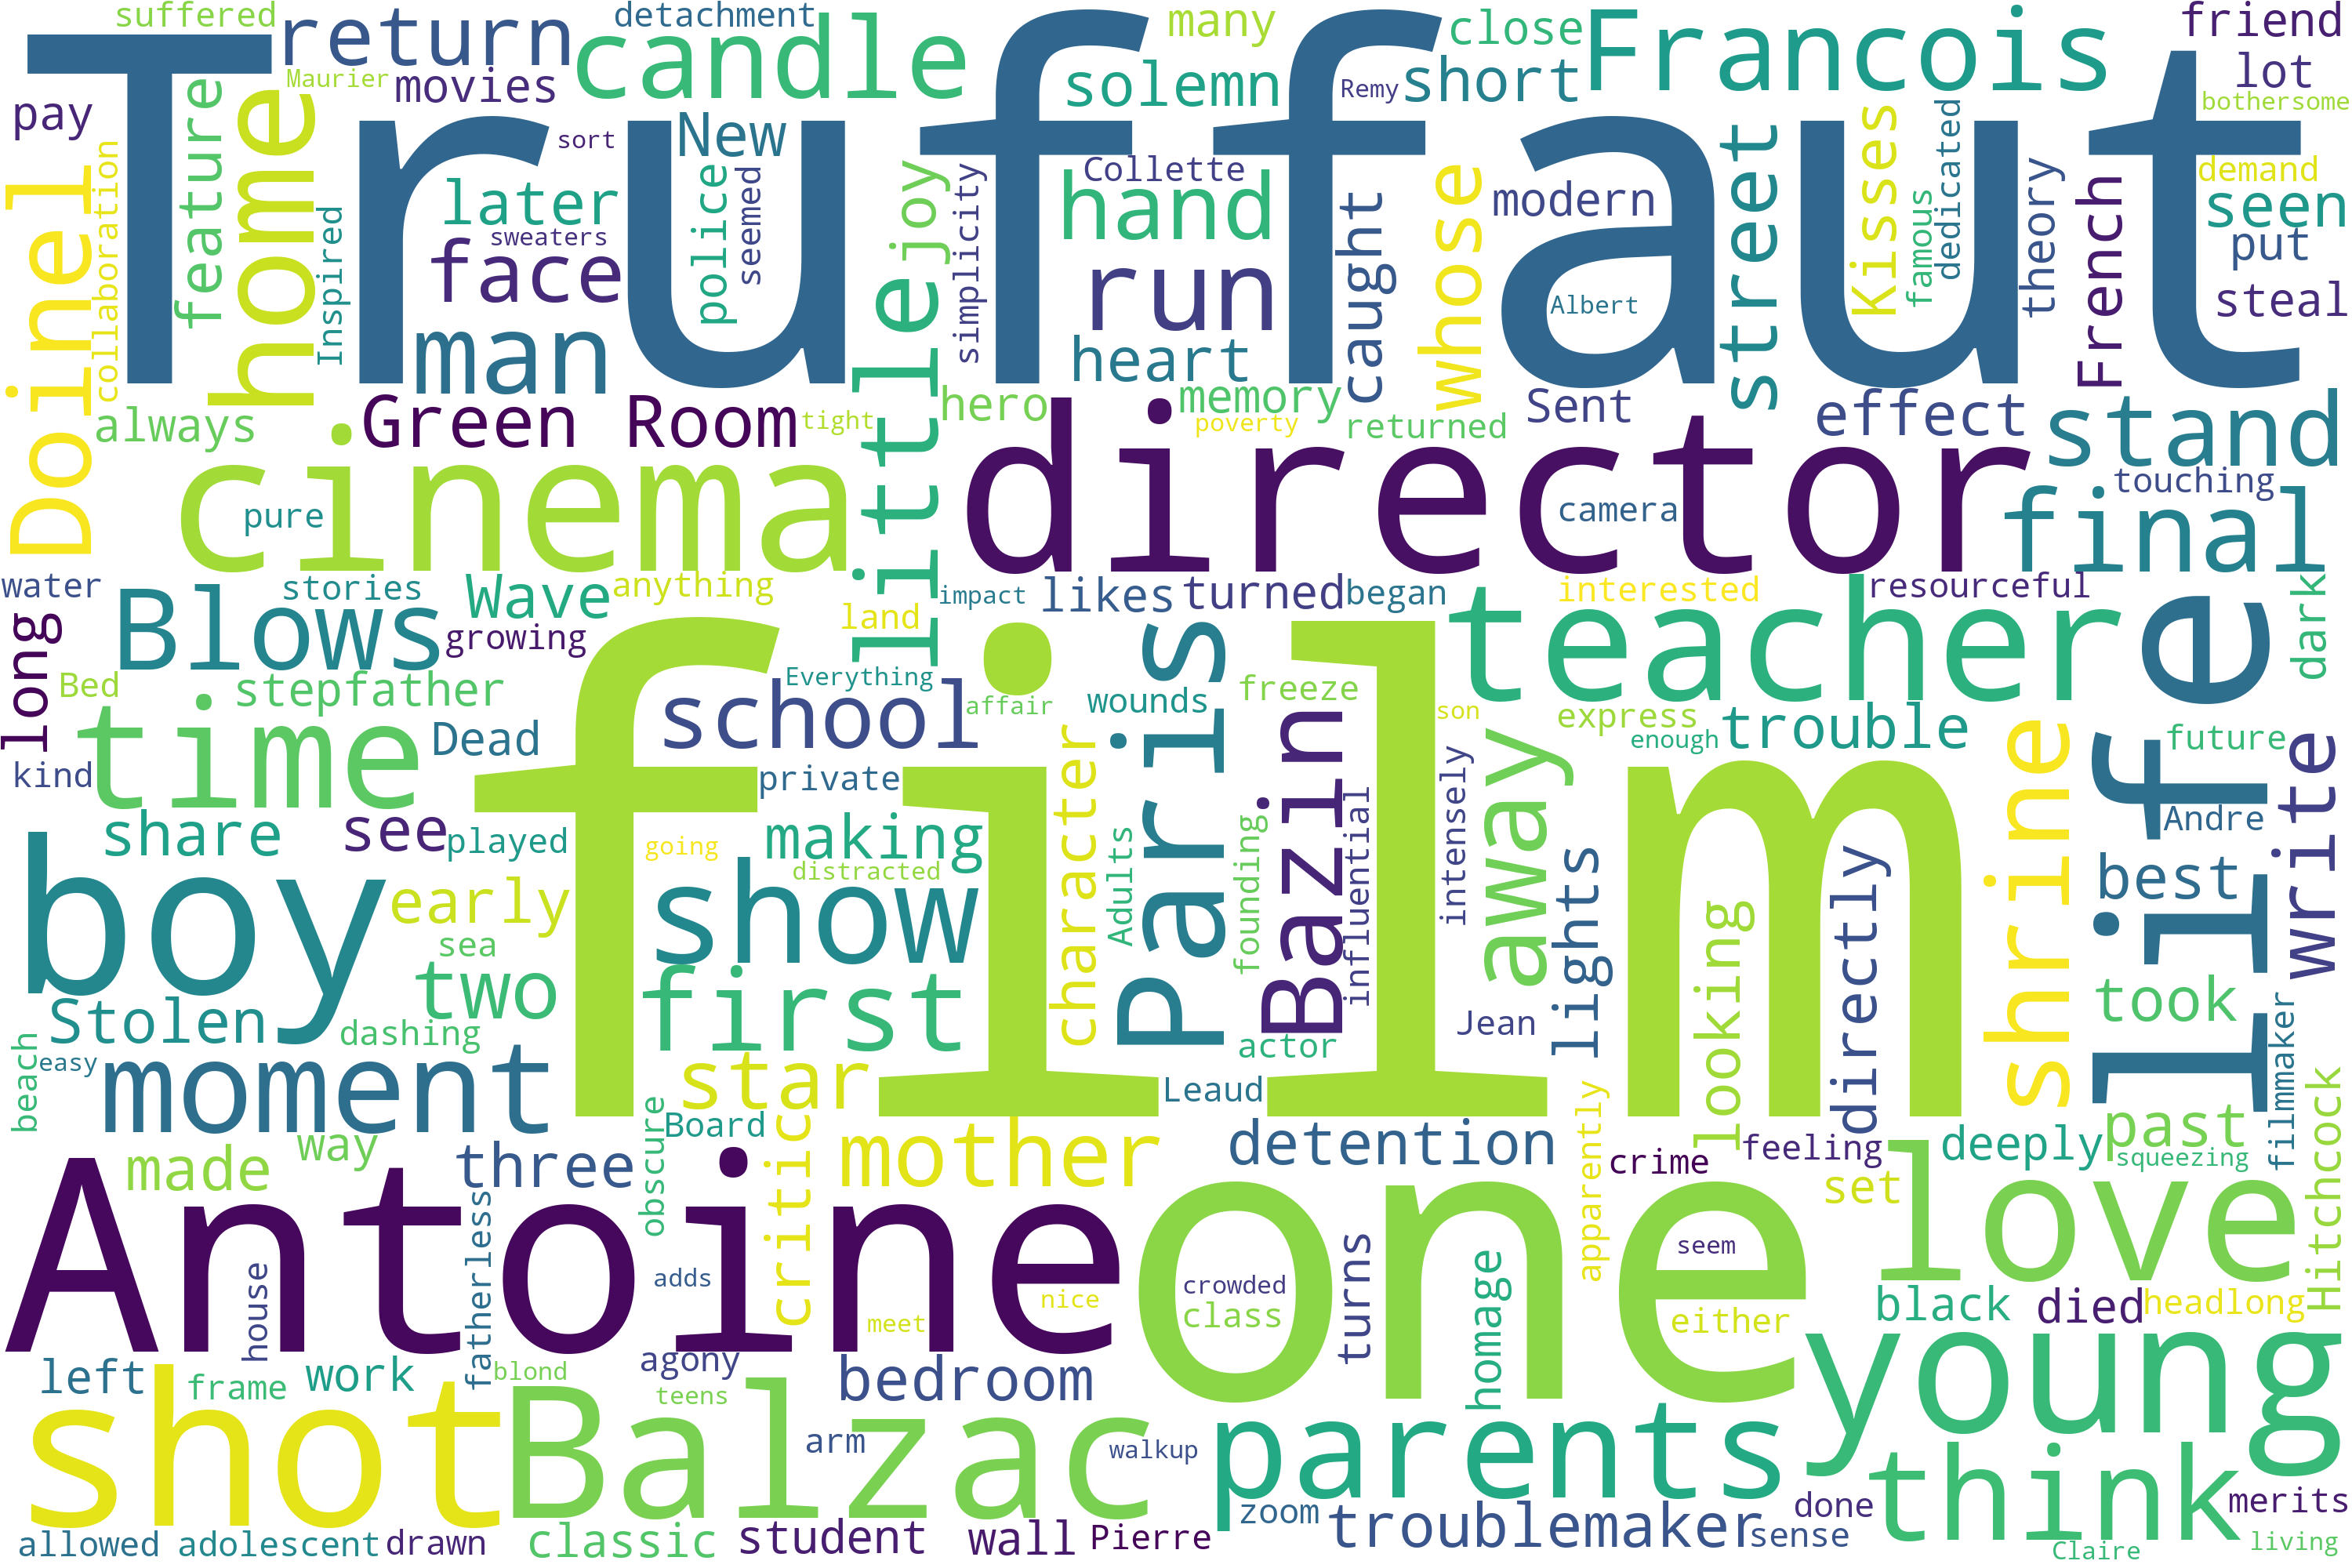 suffered
return
detachment
candle
many
solemn
close
short
Francois
friend
lot
bothersome
Truffaut
Maurier
movies
pay
feature
home
Doinel
collaboration
Inspired
sort
New
later
sweaters
face
man
police
seemed
joy
simplicity
Collette
hand
run
heart
Remy
caught
whose
modern
Albert
street
Kisses
famous
dedicated
theory
French
demand
seen
put
steal
always
Green Room
tight
little
hero
memory
poverty
returned
Sent
effect
stand
cinema
pure
director
camera
touching
final
water
long
Blows
stories
Wave
growing
anything
land
impact
likes
turned
began
interested
resourceful
dark
teacher
life
Bed
stepfather
time
kind
Dead
school
Everything
affair
private
film
wounds
Paris
freeze
Bazin
son
intensely
away
express
enough
trouble
shrine
future
write
Andre
share
see
played
going
making
distracted
character
Adults
founding
influential
lights
looking
directly
best
boy
early
show
sea
two
first
Stolen
dashing
actor
Jean
took
filmmaker
beach
easy
moment
star
Leaud
Board
obscure
critic
made
way
three
mother
detention
apparently
crime
feeling
deeply
past
squeezing
Hitchcock
set
Antoine
house
fatherless
adds
meet
nice
one
crowded
class
turns
homage
seem
either
love
black
died
headlong
left
frame
work
blond
agony
teens
bedroom
young
shot
Balzac
arm
walkup
parents
think
allowed
adolescent
drawn
classic
student
wall
Pierre
zoom
troublemaker
sense
done
merits
Claire
living